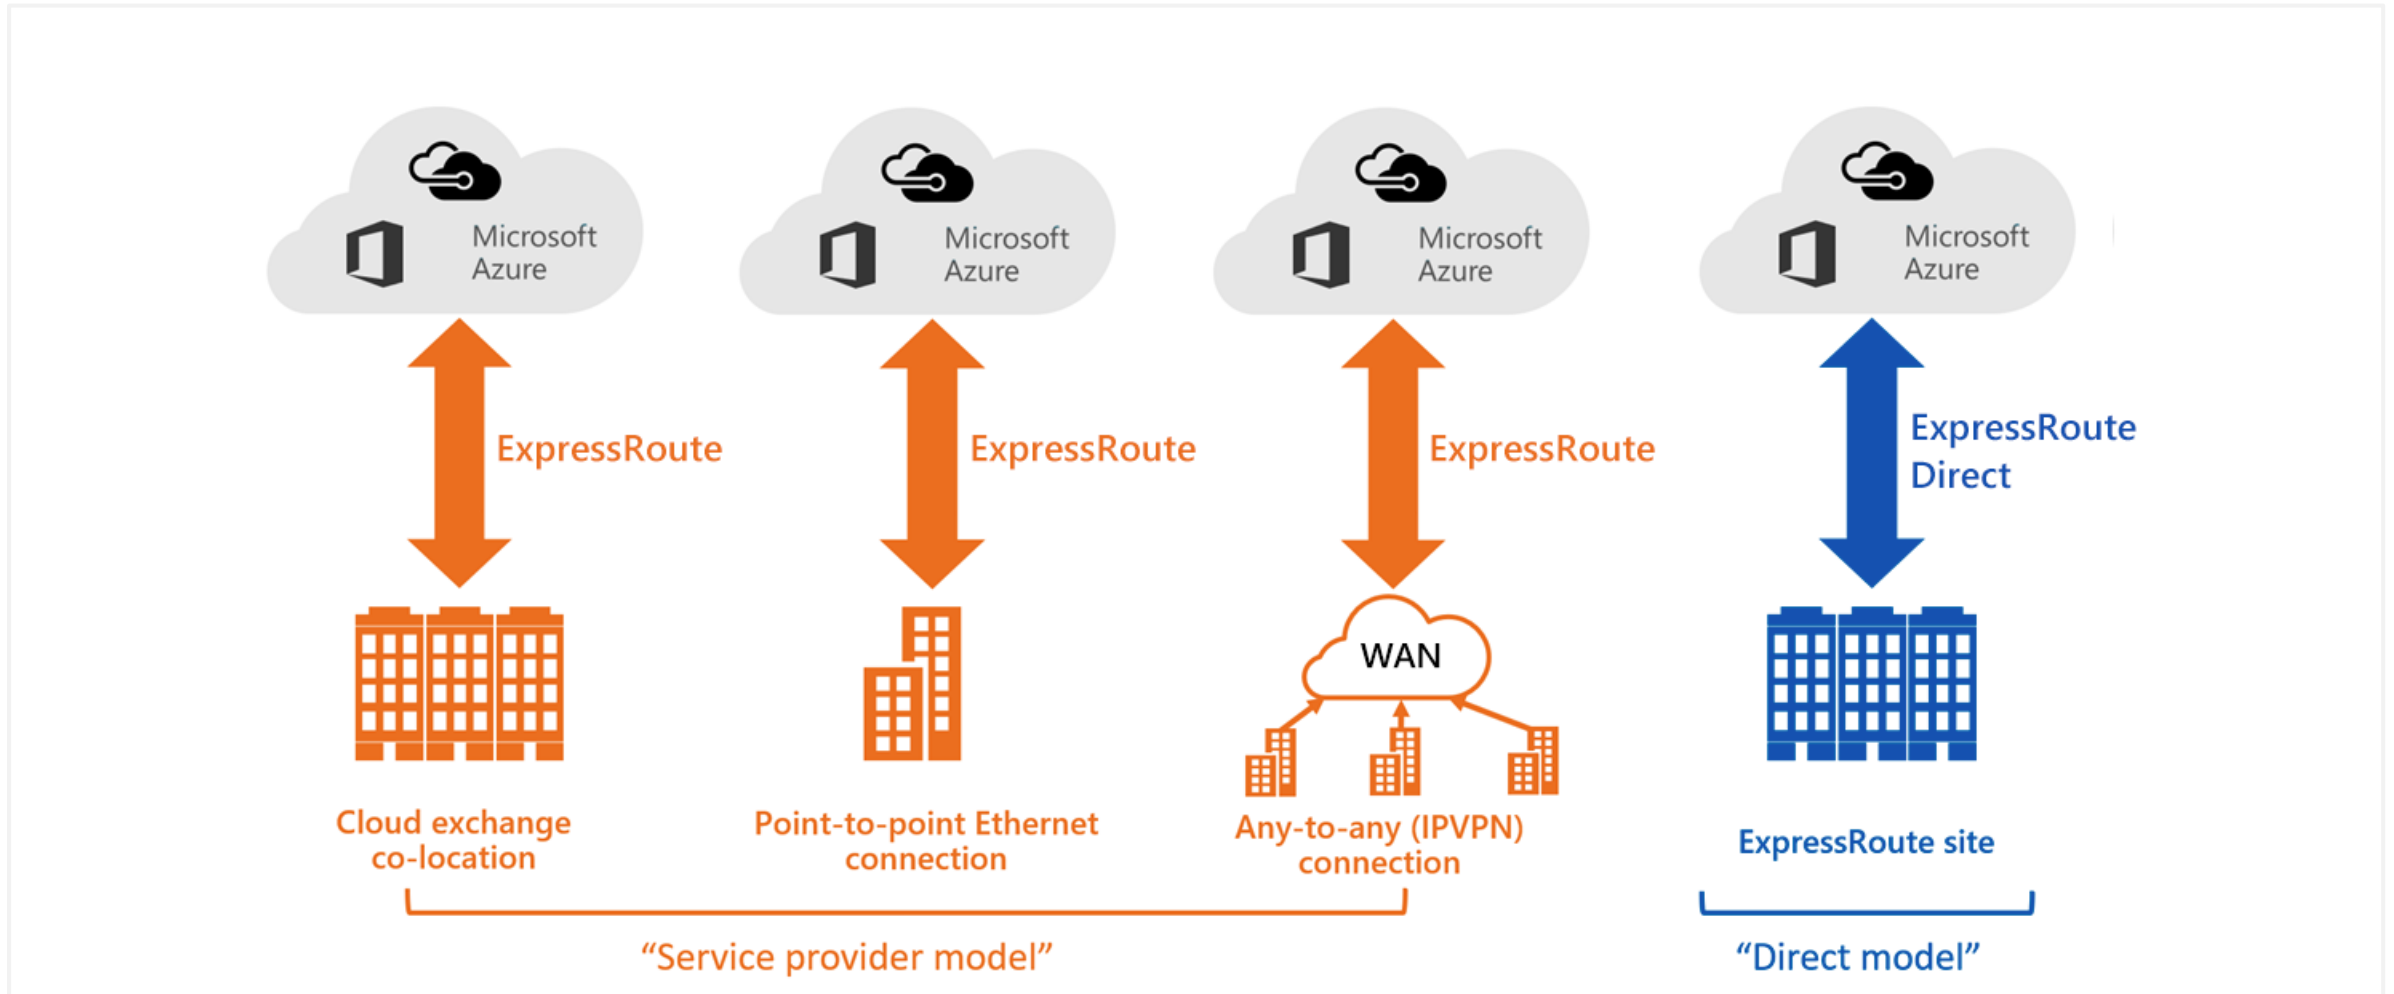 Microsoft
Azure
Microsoft
Azure
Microsoft
Azure
Microsoft
Azure
ExpressRoute
ExpressRoute
ExpressRoute
ExpressRoute
Direct
WAN
Cloud exchange
co-location
Point-to-point Ethernet
connection
Any-to-any (IPVPN)
connection
ExpressRoute site
“Service provider model”
“Direct model”